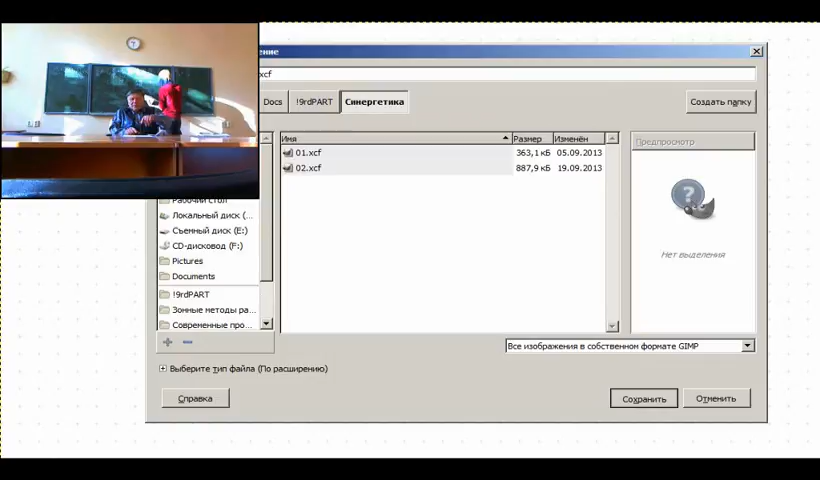 ение
xcf
Docs
!9rdPART
Синергетика
Создать папку
Имя
Размер
Изменён
01.xcf
363,1 кБ
05.09.2013
02.xcf
887,9 кБ
19.09.2013
Рабочий стол
Локальный диск (...
Съемный диск (E:)
CD-дисковод (F:)
Pictures
Documents
!9rdPART
Зонные методы ра...
Современные про...
Предпросмотр
Нет выделения
Все изображения в собственном формате GIMP
Выберите тип файла (По расширению)
Справка
Сохранить
Отменить